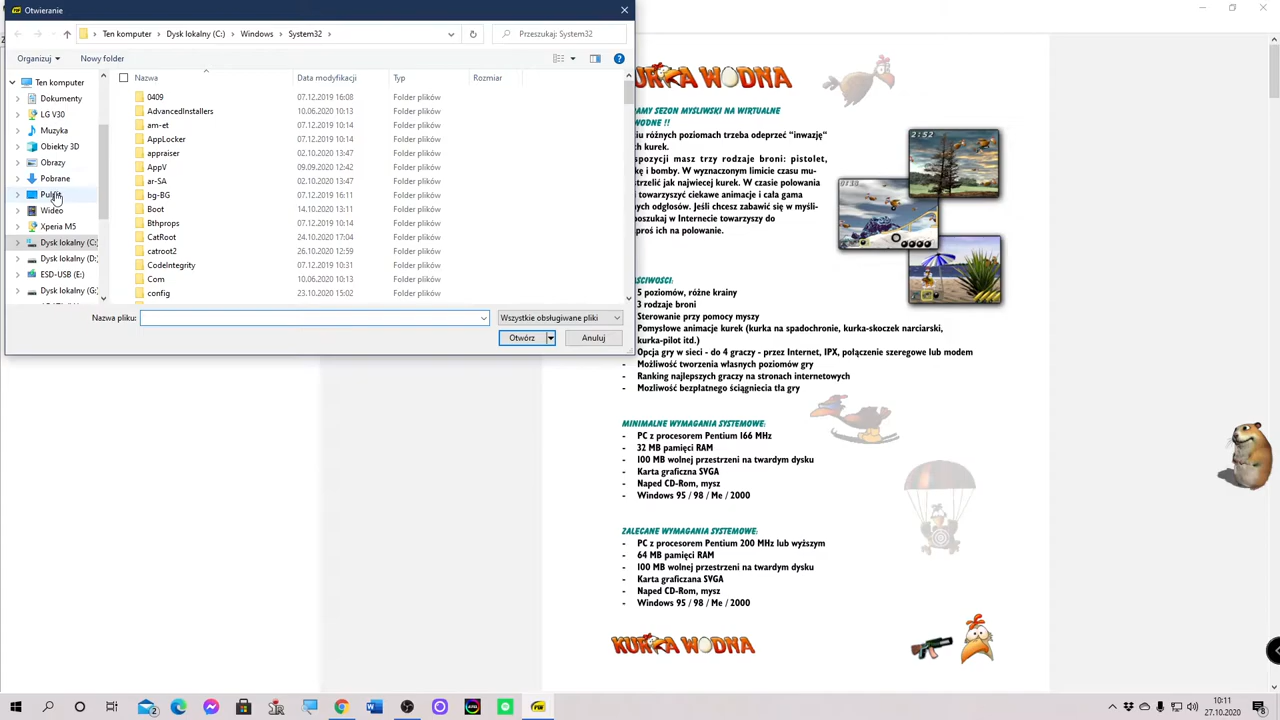 Otwieranie
Ten komputer > Dysk lokalny (C:) > Windows > System32 >
Przeszukaj: System32
Organizuj
Nowy folder
Ten komputer
Dokumenty
LG V30
Muzyka
Obiekty 3D
Obrazy
Pobrane
Pulpit
Wideo
Xperia M5
Dysk lokalny (C:)
Dysk lokalny (D:
ESD-USB (E:)
Dysk lokalny (G:
Nazwa Data modyfikacji Typ Rozmiar
0409 07.12.2019 16:08 Folder plików
AdvancedInstallers 10.06.2020 10:13 Folder plików
am-et 07.12.2019 10:14 Folder plików
AppLocker 07.12.2019 10:14 Folder plików
appraiser 02.10.2020 13:47 Folder plików
AppV 09.09.2020 12:42 Folder plików
ar-SA 02.10.2020 13:47 Folder plików
bg-BG 07.12.2019 16:11 Folder plików
Boot 14.10.2020 13:11 Folder plików
Bthprops 07.12.2019 10:14 Folder plików
CatRoot 24.10.2020 17:04 Folder plików
catroot2 26.10.2020 12:59 Folder plików
CodeIntegrity 07.12.2019 10:31 Folder plików
Com 10.06.2020 10:13 Folder plików
config 23.10.2020 15:02 Folder plików
Nazwa pliku:
Wszystkie obsługiwane pliki
Otwórz
Anuluj
KURKA WODNA
AMY SEZON MYŚLIWSKI NA WIRTUALNE
WODNE !!
iu różnych poziomach trzeba odeprzeć “inwazję“
ch kurek.
spozycji masz trzy rodzaje broni: pistolet,
kę i bomby. W wyznaczonym limicie czasu mu-
strzelić jak najwiecej kurek. W czasie polowania
towarzyszyć ciekawe animacje i cała gama
nych odgłosów. Jeśli chcesz zabawić się w myśli-
poszukaj w Internecie towarzyszy do
proś ich na polowanie.
2:52
ŚCIWOŚCI:
5 poziomów, różne krainy
3 rodzaje broni
Sterowanie przy pomocy myszy
Pomysłowe animacje kurek (kurka na spadochronie, kurka-skoczek narciarski,
kurka-pilot itd.)
Opcja gry w sieci - do 4 graczy - przez Internet, IPX, połączenie szeregowe lub modem
- Możliwość tworzenia własnych poziomów gry
- Ranking najlepszych graczy na stronach internetowych
- Mozliwość bezpłatnego ściągniecia tła gry
MINIMALNE WYMAGANIA SYSTEMOWE:
- PC z procesorem Pentium 166 MHz
- 32 MB pamięci RAM
- 100 MB wolnej przestrzeni na twardym dysku
- Karta graficzna SVGA
- Naped CD-Rom, mysz
- Windows 95 / 98 / Me / 2000
ZALECANE WYMAGANIA SYSTEMOWE:
- PC z procesorem Pentium 200 MHz lub wyższym
- 64 MB pamięci RAM
- 100 MB wolnej przestrzeni na twardym dysku
- Karta graficzana SVGA
- Naped CD-Rom, mysz
- Windows 95 / 98 / Me / 2000
KURKA WODNA
10:11
27.10.2020